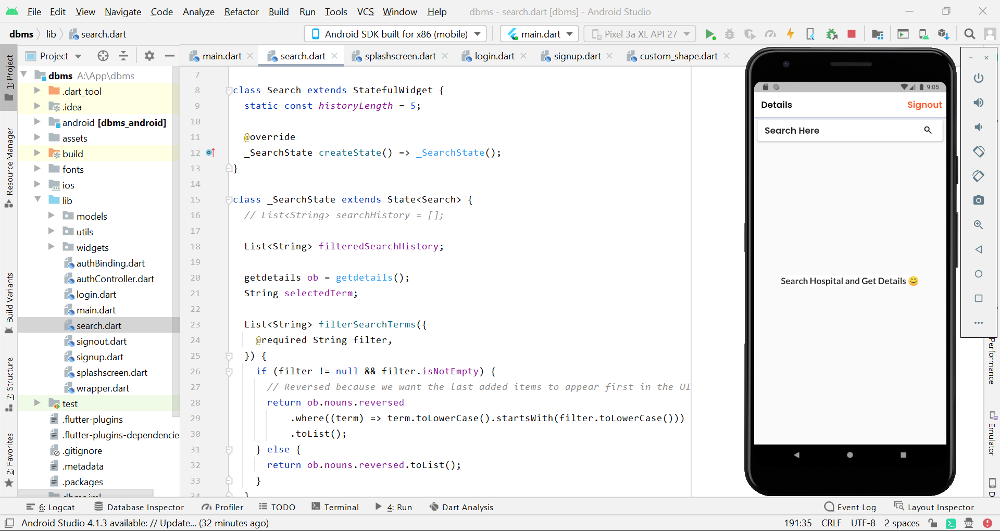 File Edit View Navigate Code Analyze Refactor Build Run Tools VCS Window Help dbms - search.dart [dbms] - Android Studio
dbms lib search.dart Android SDK built for x86 (mobile) main.dart Pixel 3a XL API 27
Project main.dart search.dart splashscreen.dart login.dart signup.dart custom_shape.dart
1: Project
Resource Manager
Build Variants
7: Structure
2: Favorites
dbms A:\App\dbms
.dart_tool
.idea
android [dbms_android]
assets
build
fonts
ios
lib
models
utils
widgets
authBinding.dart
authController.dart
login.dart
main.dart
search.dart
signout.dart
signup.dart
splashscreen.dart
wrapper.dart
test
.flutter-plugins
.flutter-plugins-dependencie
.gitignore
.metadata
.packages
7
8 class Search extends StatefulWidget {
9 static const historyLength = 5;
10
11 @override
12 _SearchState createState() => _SearchState();
13 }
14
15 class _SearchState extends State<Search> {
16 // List<String> searchHistory = [];
17
18 List<String> filteredSearchHistory;
19
20 getdetails ob = getdetails();
21 String selectedTerm;
22
23 List<String> filterSearchTerms({
24 @required String filter,
25 }) {
26 if (filter != null && filter.isNotEmpty) {
27 // Reversed because we want the last added items to appear first in the UI
28 return ob.nouns.reversed
29 .where((term) => term.toLowerCase().startsWith(filter.toLowerCase()))
30 .toList();
31 } else {
32 return ob.nouns.reversed.toList();
33 }
34 }
9:05
Details Signout
Search Here
Search Hospital and Get Details 😊
Performance
Emulator
6: Logcat Database Inspector Profiler TODO Terminal 4: Run Dart Analysis Event Log Layout Inspector
Android Studio 4.1.3 available: // Update... (32 minutes ago) 191:35 CRLF UTF-8 2 spaces